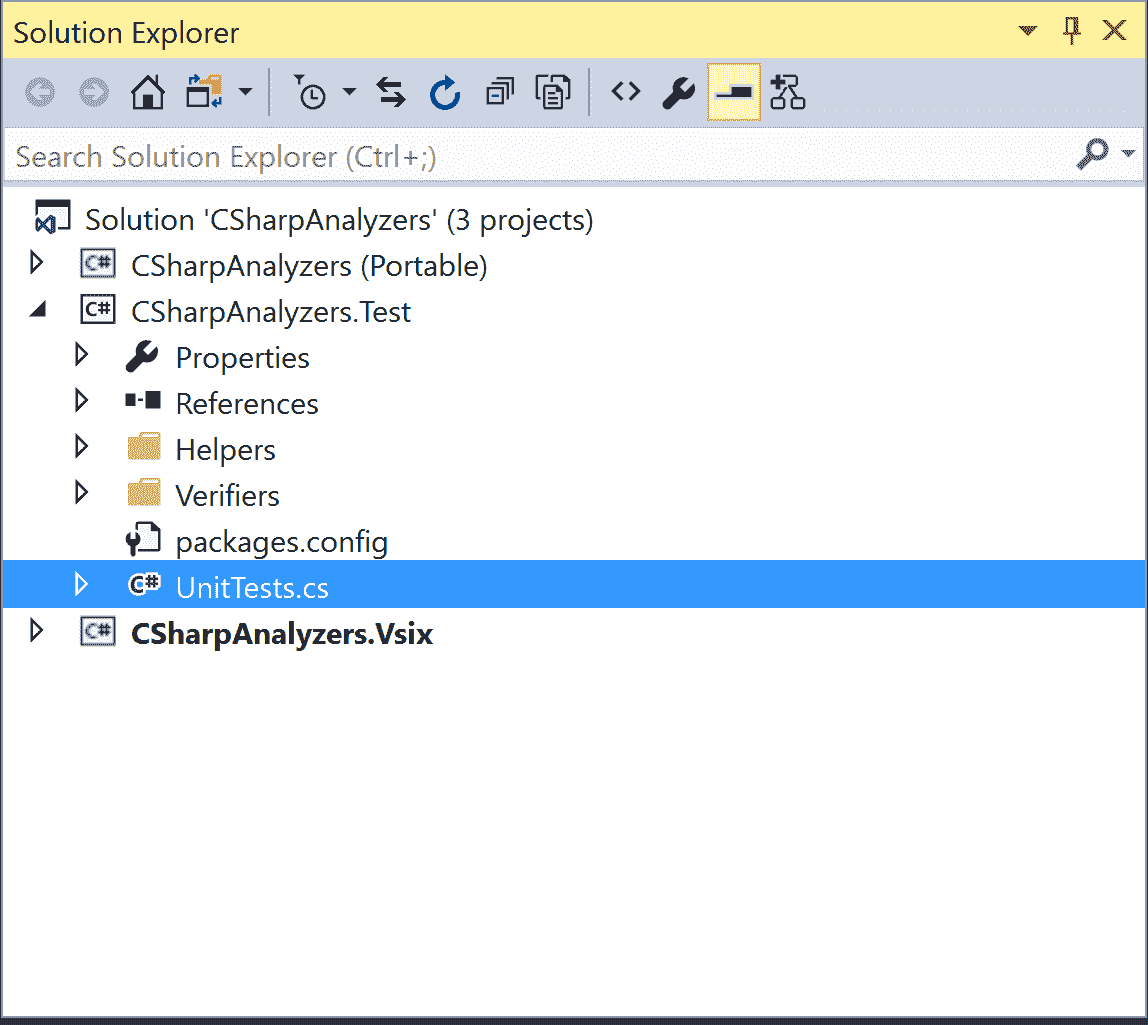 Solution Explorer
Search Solution Explorer (Ctrl+;)
Solution 'CSharpAnalyzers' (3 projects)
C# CSharpAnalyzers (Portable)
C# CSharpAnalyzers.Test
Properties
References
Helpers
Verifiers
packages.config
C# UnitTests.cs
C# CSharpAnalyzers.Vsix